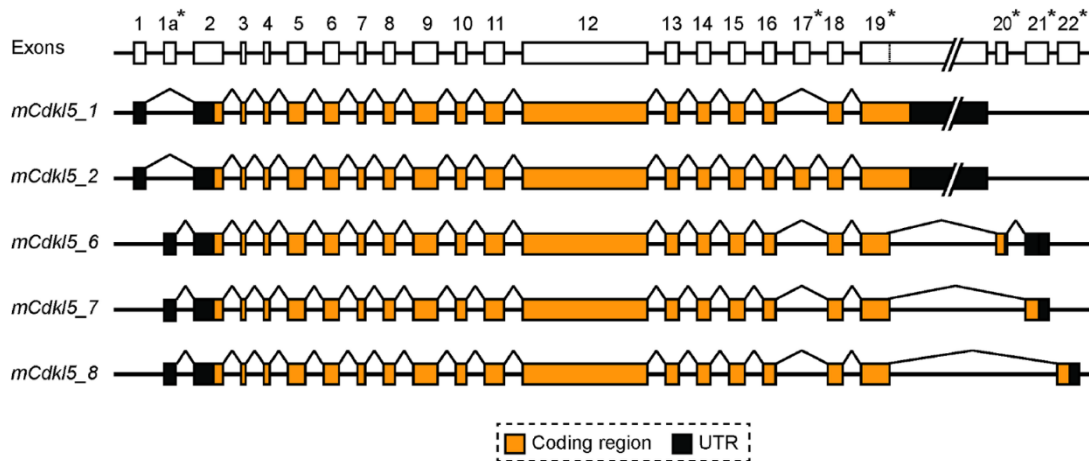 1 1a* 2 3 4 5 6 7 8 9 10 11 12 13 14 15 16 17* 18 19* 20* 21* 22*
Exons
mCdkl5_1
mCdkl5_2
mCdkl5_6
mCdkl5_7
mCdkl5_8
Coding region UTR